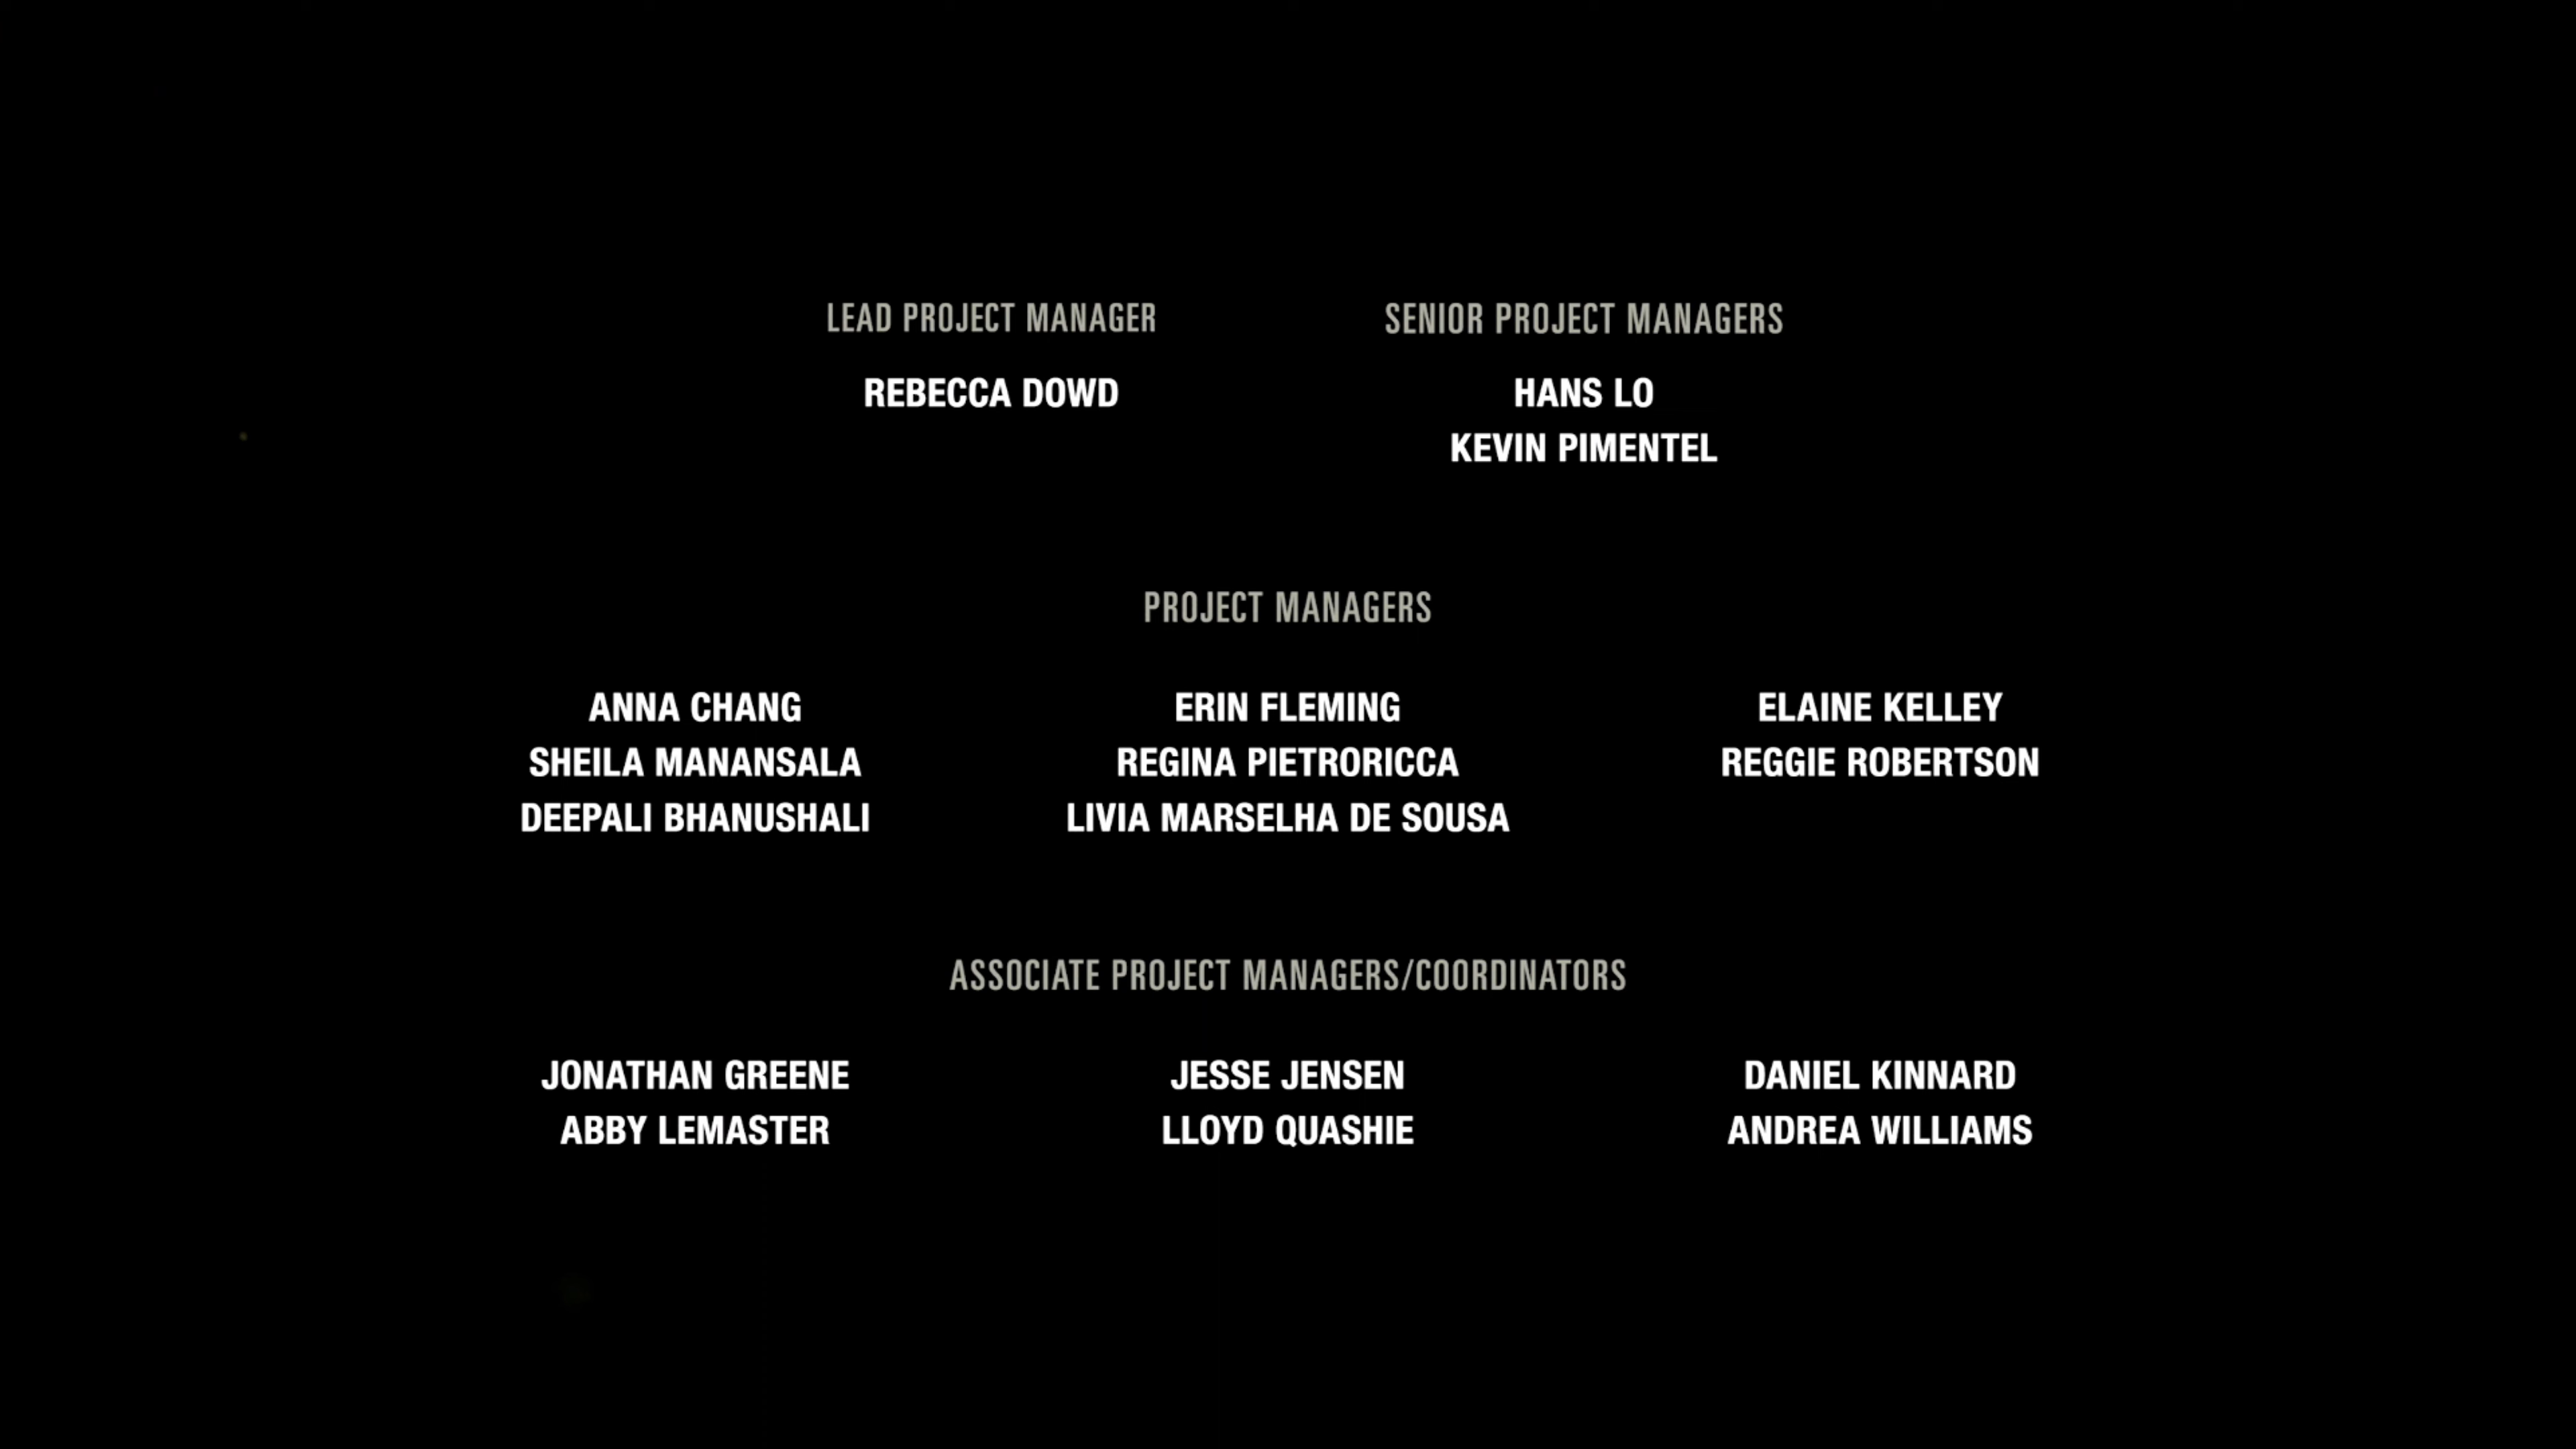 LEAD PROJECT MANAGER
REBECCA DOWD
SENIOR PROJECT MANAGERS
HANS LO
KEVIN PIMENTEL
PROJECT MANAGERS
ANNA CHANG ERIN FLEMING ELAINE KELLEY
SHEILA MANANSALA REGINA PIETRORICCA REGGIE ROBERTSON
DEEPALI BHANUSHALI LIVIA MARSELHA DE SOUSA
ASSOCIATE PROJECT MANAGERS/COORDINATORS
JONATHAN GREENE JESSE JENSEN DANIEL KINNARD
ABBY LEMASTER LLOYD QUASHIE ANDREA WILLIAMS